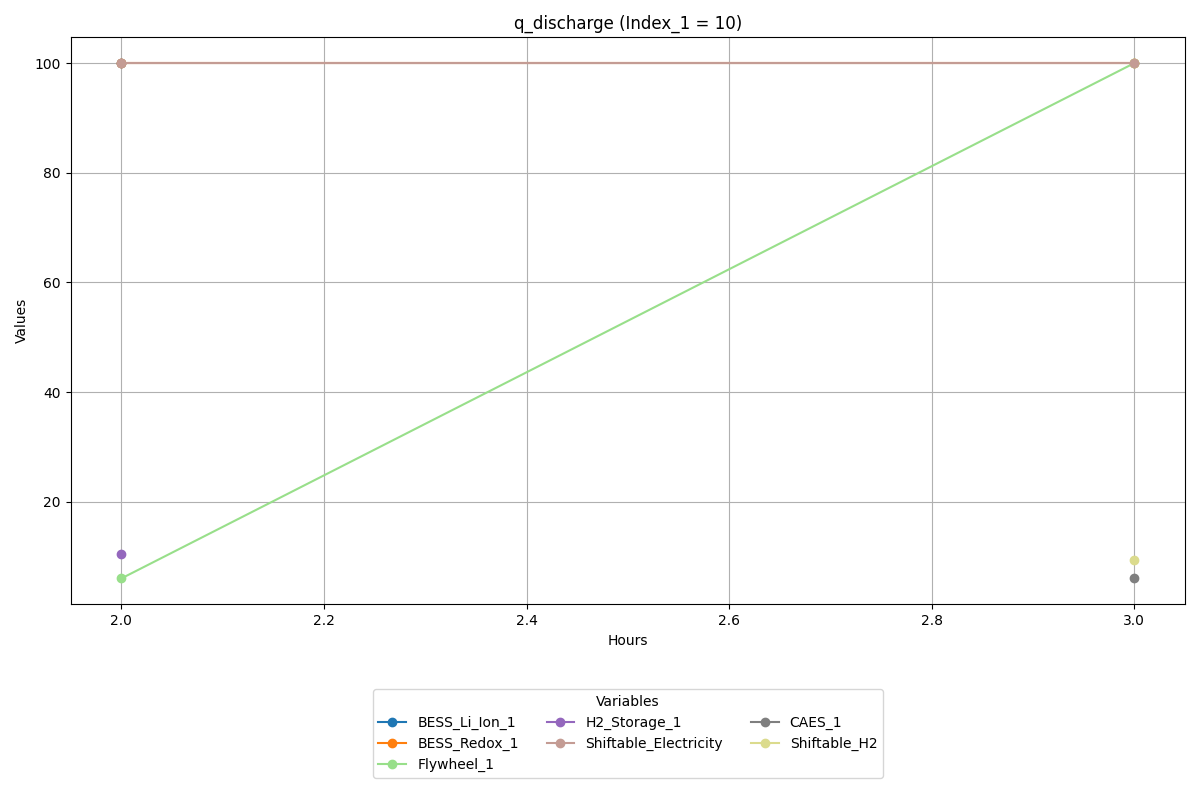 q_discharge (Index_1 = 10)
100
80
60
40
20
Values
2.0 2.2 2.4 2.6 2.8 3.0
Hours
Variables
BESS_Li_Ion_1 H2_Storage_1 CAES_1
BESS_Redox_1 Shiftable_Electricity Shiftable_H2
Flywheel_1